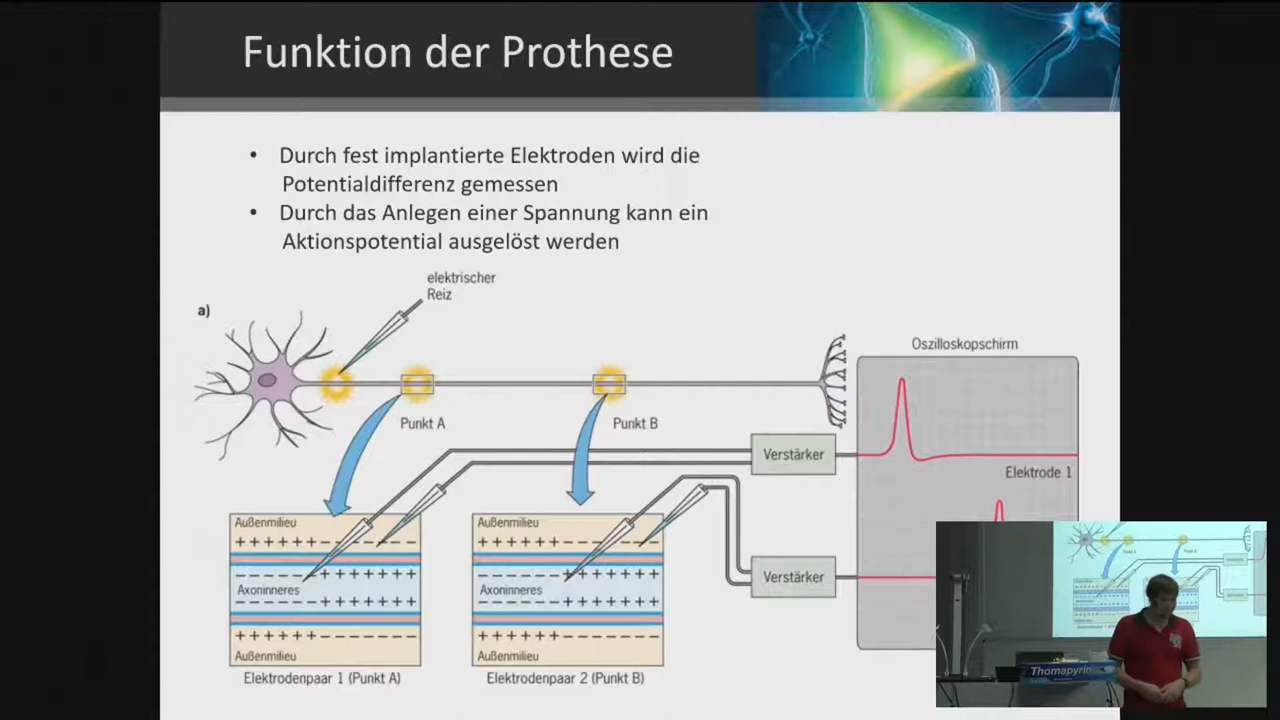 Funktion der Prothese
• Durch fest implantierte Elektroden wird die
Potentialdifferenz gemessen
• Durch das Anlegen einer Spannung kann ein
Aktionspotential ausgelöst werden
elektrischer
Reiz
a)
Oszilloskopschirm
Punkt A
Punkt B
Verstärker
Elektrode 1
Außenmilieu
++++++------
------+++++++
Axoninneres
------++++++
++++++------
Außenmilieu
Elektrodenpaar 1 (Punkt A)
Außenmilieu
++++++------
------++++++
Axoninneres
------++++++
++++++------
Außenmilieu
Elektrodenpaar 2 (Punkt B)
Verstärker
Thomapyrin